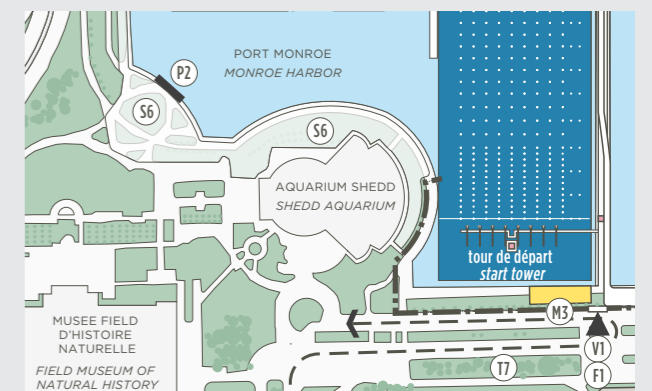 PORT MONROE
MONROE HARBOR
P2
S6
S6
AQUARIUM SHEDD
SHEDD AQUARIUM
tour de départ
start tower
M3
MUSEE FIELD
D'HISTOIRE
NATURELLE
FIELD MUSEUM OF
NATURAL HISTORY
V1
T7
F1